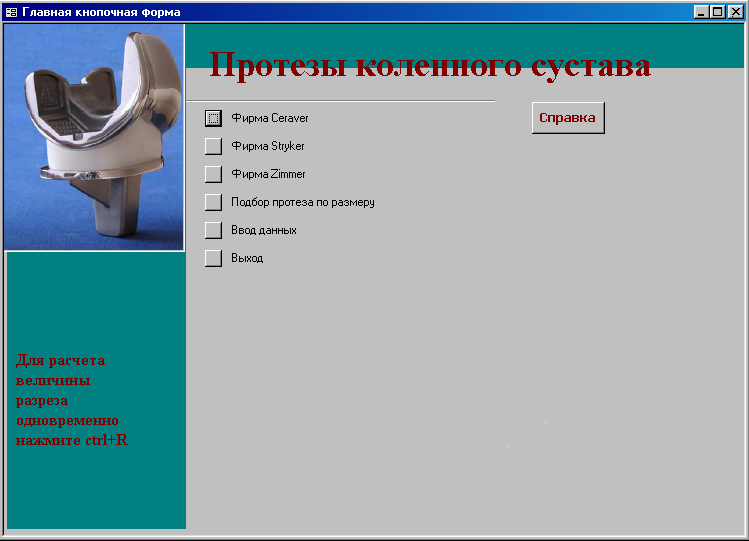 Главная кнопочная форма
Протезы коленного сустава
Фирма Ceraver
Справка
Фирма Stryker
Фирма Zimmer
Подбор протеза по размеру
Ввод данных
Выход
Для расчета
величины
разреза
одновременно
нажмите ctrl+R